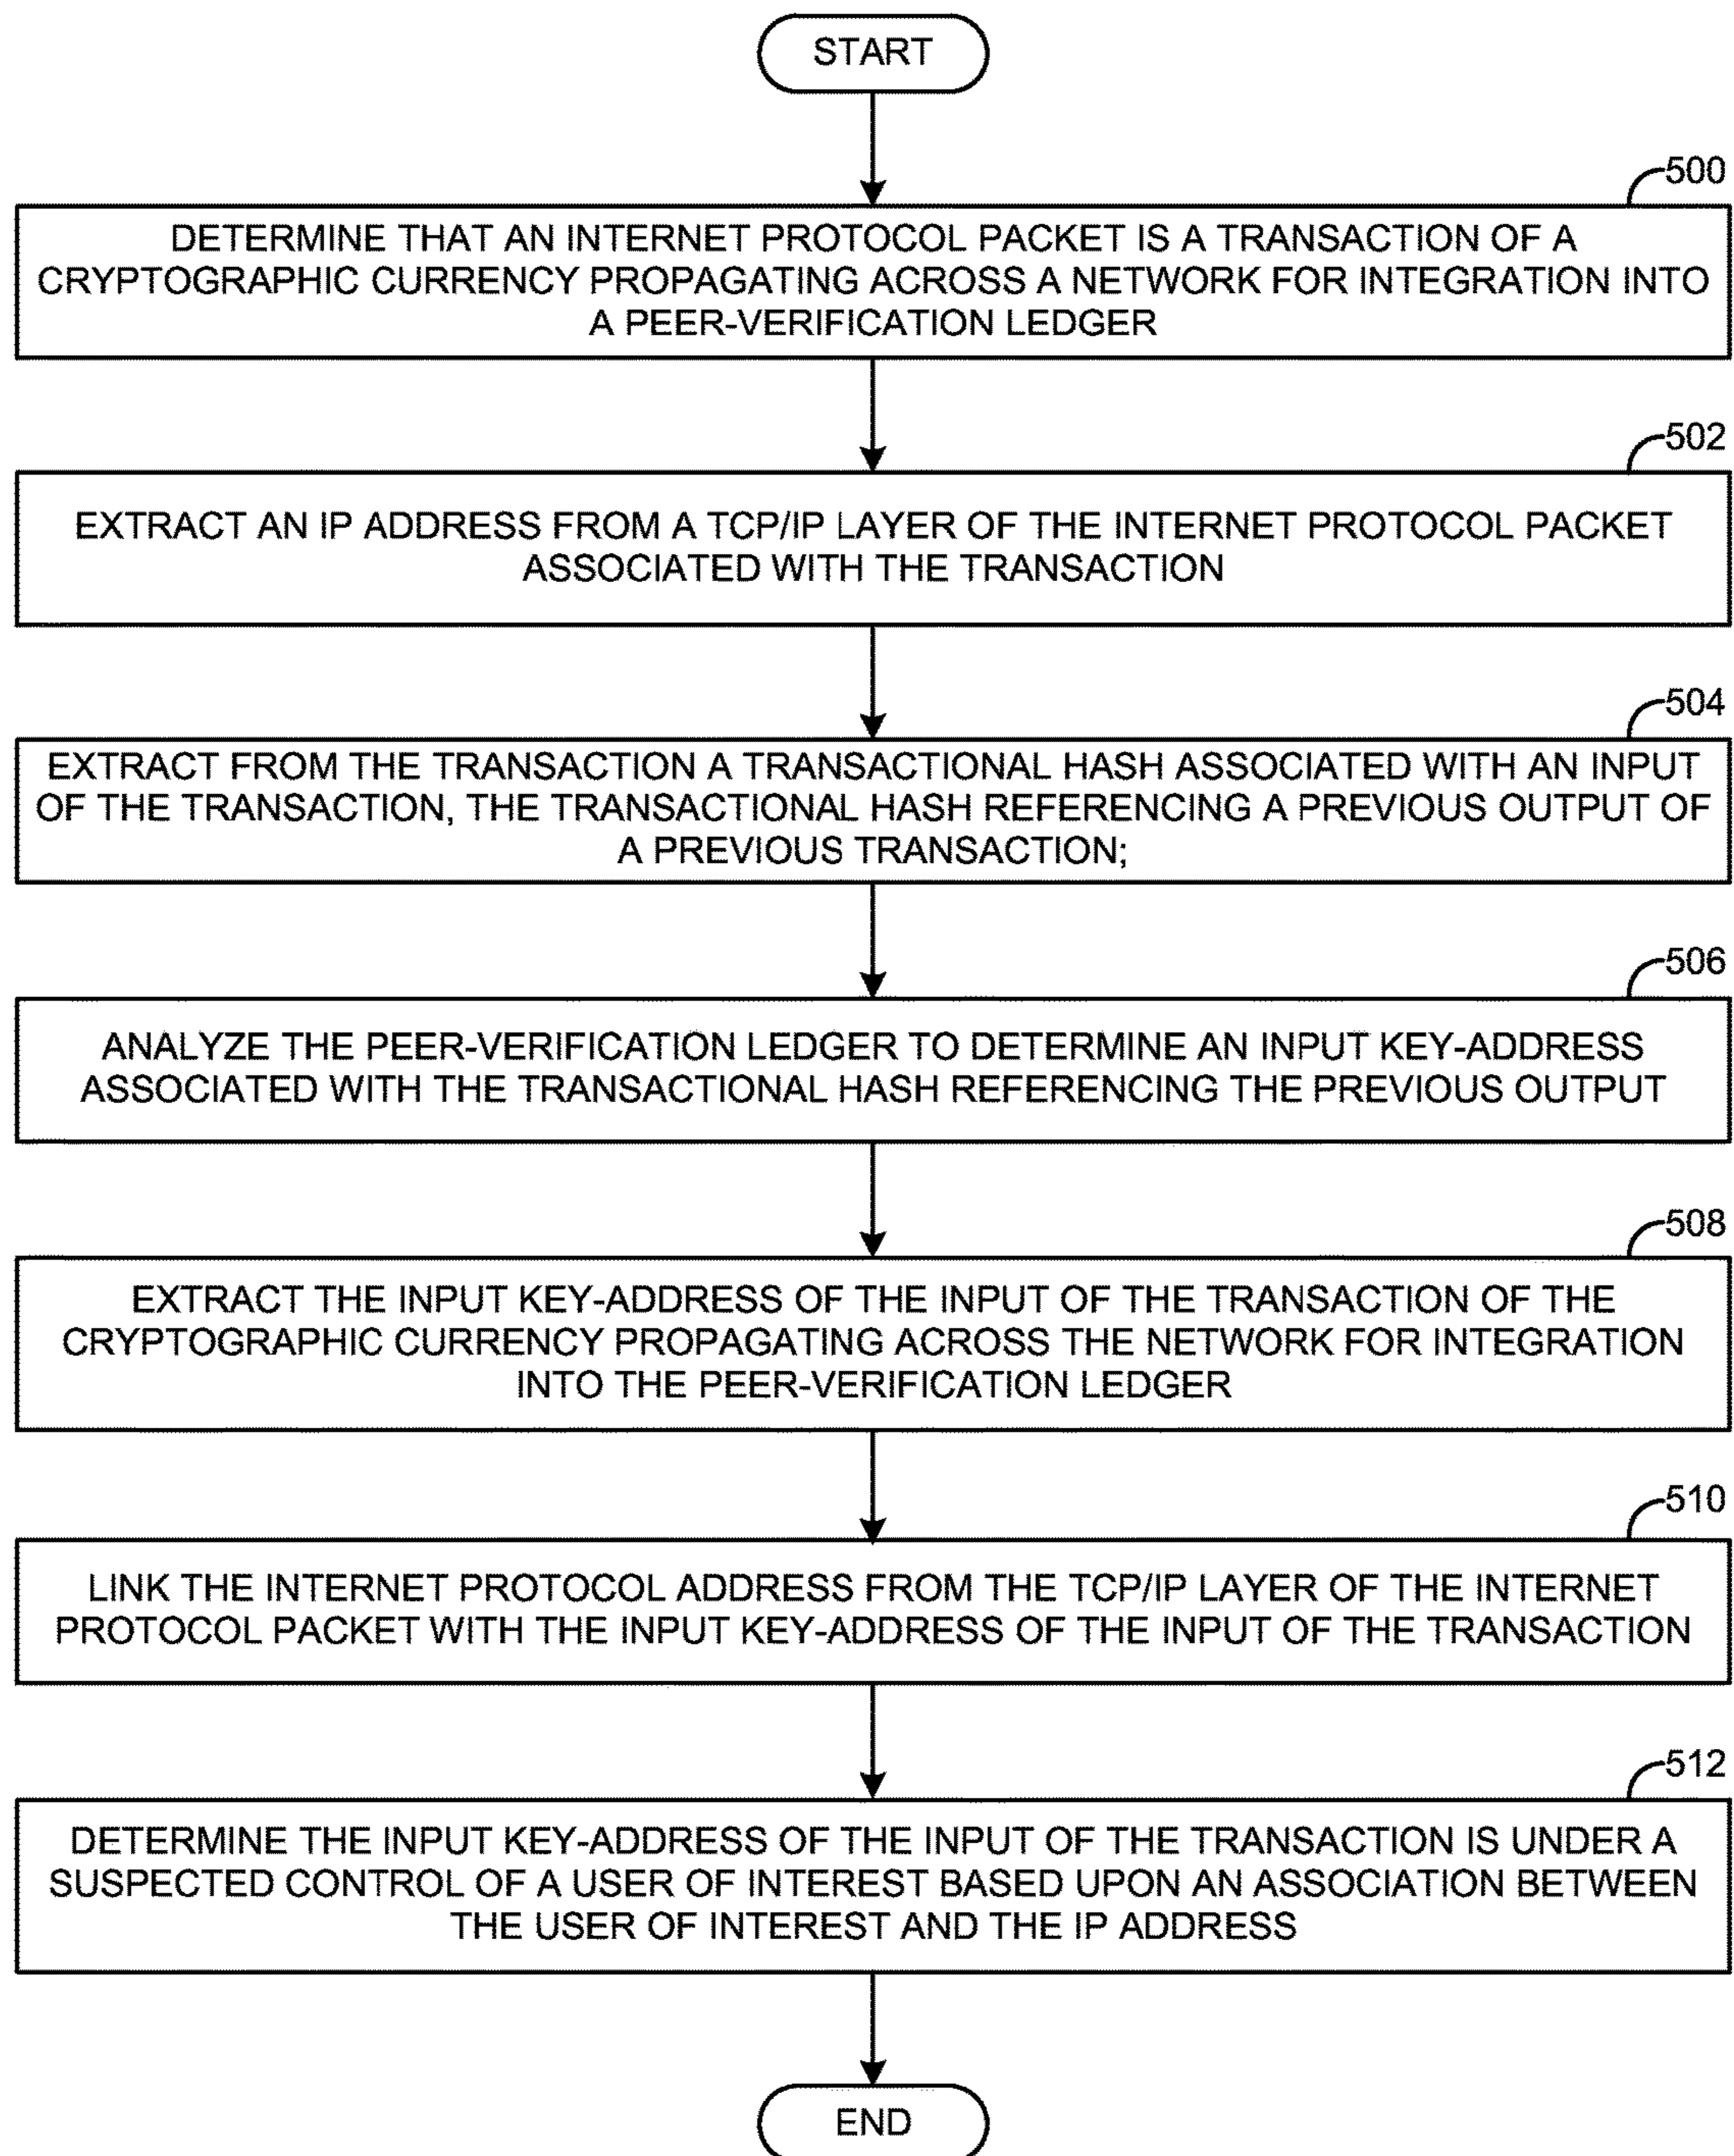 START
500
DETERMINE THAT AN INTERNET PROTOCOL PACKET IS A TRANSACTION OF A
CRYPTOGRAPHIC CURRENCY PROPAGATING ACROSS A NETWORK FOR INTEGRATION INTO
A PEER-VERIFICATION LEDGER
502
EXTRACT AN IP ADDRESS FROM A TCP/IP LAYER OF THE INTERNET PROTOCOL PACKET
ASSOCIATED WITH THE TRANSACTION
504
EXTRACT FROM THE TRANSACTION A TRANSACTIONAL HASH ASSOCIATED WITH AN INPUT
OF THE TRANSACTION, THE TRANSACTIONAL HASH REFERENCING A PREVIOUS OUTPUT OF
A PREVIOUS TRANSACTION;
506
ANALYZE THE PEER-VERIFICATION LEDGER TO DETERMINE AN INPUT KEY-ADDRESS
ASSOCIATED WITH THE TRANSACTIONAL HASH REFERENCING THE PREVIOUS OUTPUT
508
EXTRACT THE INPUT KEY-ADDRESS OF THE INPUT OF THE TRANSACTION OF THE
CRYPTOGRAPHIC CURRENCY PROPAGATING ACROSS THE NETWORK FOR INTEGRATION
INTO THE PEER-VERIFICATION LEDGER
510
LINK THE INTERNET PROTOCOL ADDRESS FROM THE TCP/IP LAYER OF THE INTERNET
PROTOCOL PACKET WITH THE INPUT KEY-ADDRESS OF THE INPUT OF THE TRANSACTION
512
DETERMINE THE INPUT KEY-ADDRESS OF THE INPUT OF THE TRANSACTION IS UNDER A
SUSPECTED CONTROL OF A USER OF INTEREST BASED UPON AN ASSOCIATION BETWEEN
THE USER OF INTEREST AND THE IP ADDRESS
END